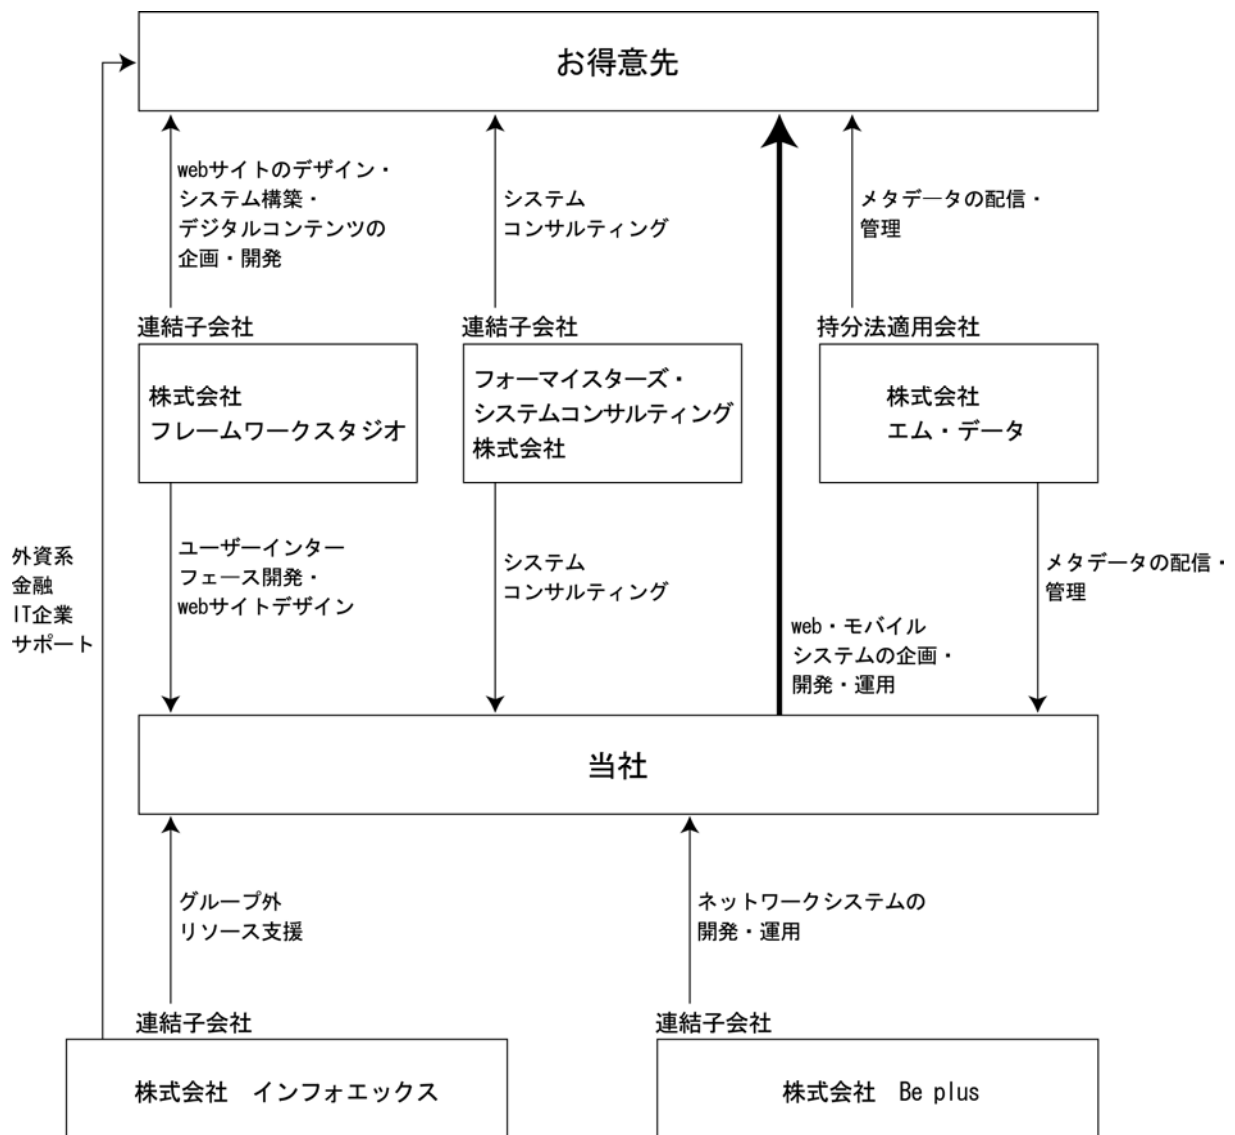 お得意先
webサイトのデザイン・
システム構築・
デジタルコンテンツの
企画・開発
システム
コンサルティング
メタデータの配信・
管理
連結子会社
連結子会社
持分法適用会社
株式会社
フレームワークスタジオ
フォーマイスターズ・
システムコンサルティング
株式会社
株式会社
エム・データ
外資系
金融
IT企業
サポート
ユーザーインター
フェース開発・
webサイトデザイン
システム
コンサルティング
web・モバイル
システムの企画・
開発・運用
メタデータの配信・
管理
当社
グループ外
リソース支援
ネットワークシステムの
開発・運用
連結子会社
連結子会社
株式会社　インフォエックス
株式会社　Be plus